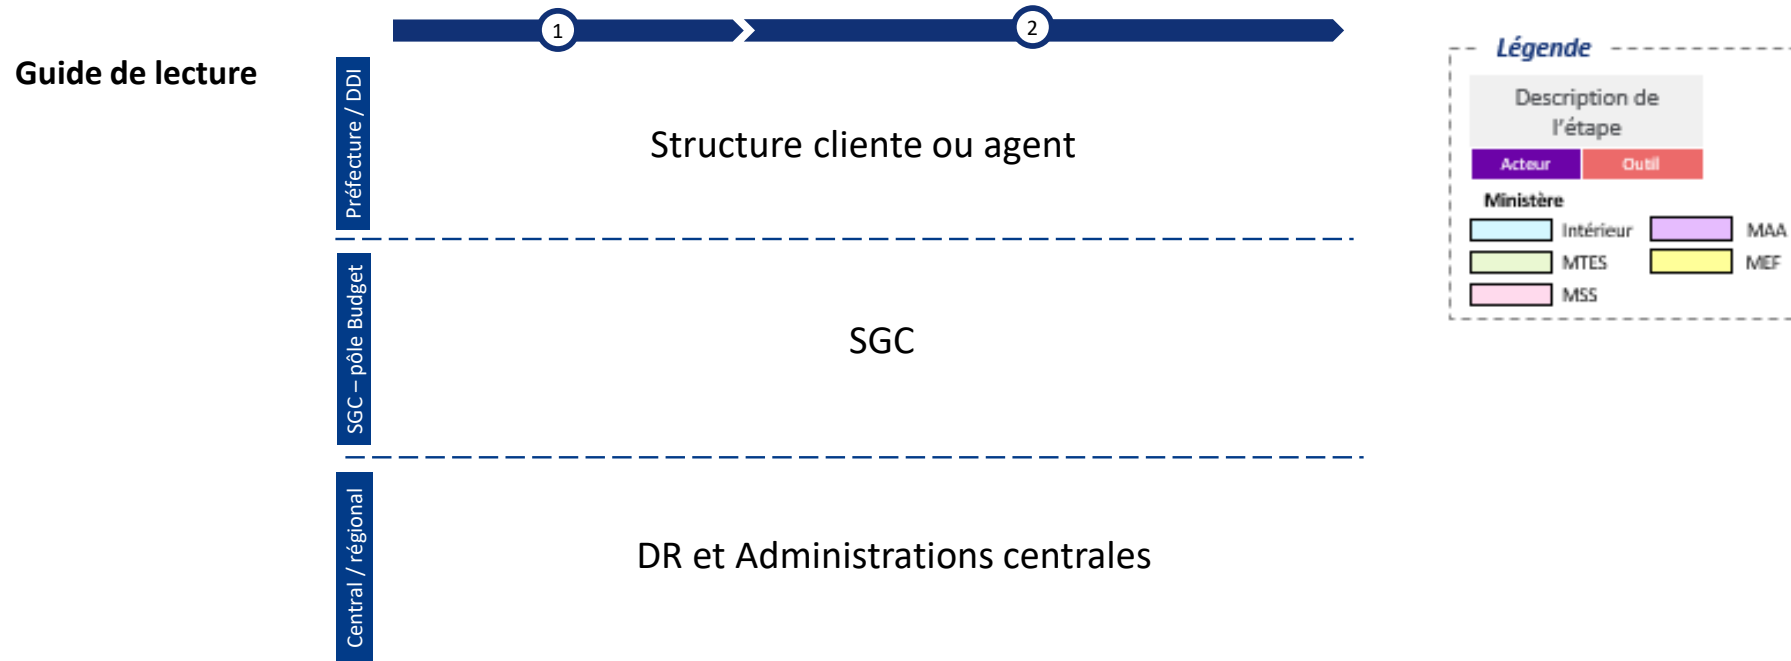 Guide de lecture
1
2
Préfecture / DDI
Structure cliente ou agent
SGC – pôle Budget
SGC
Central / régional
DR et Administrations centrales
Légende
Description de
l'étape
Acteur
Outil
Ministère
Intérieur
MAA
MTES
MEF
MSS